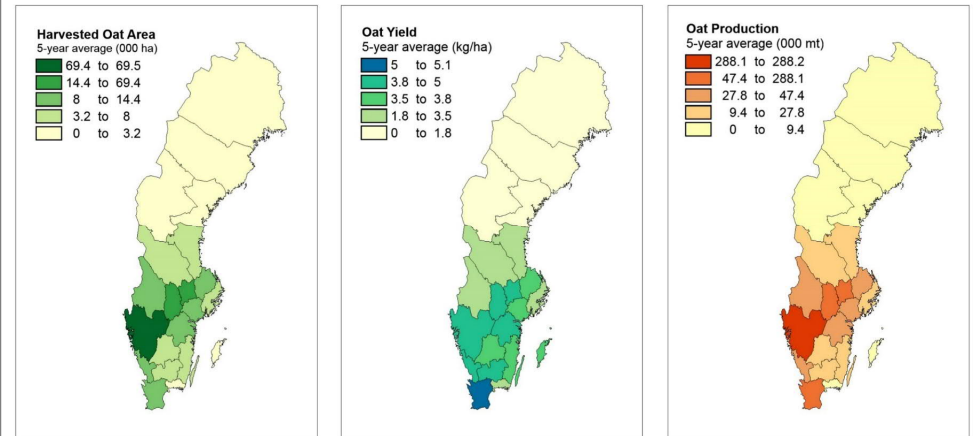 Harvested Oat Area
5-year average (000 ha)
69.4 to 69.5
14.4 to 69.4
8 to 14.4
3.2 to 8
0 to 3.2
Oat Yield
5-year average (kg/ha)
5 to 5.1
3.8 to 5
3.5 to 3.8
1.8 to 3.5
0 to 1.8
Oat Production
5-year average (000 mt)
288.1 to 288.2
47.4 to 288.1
27.8 to 47.4
9.4 to 27.8
0 to 9.4